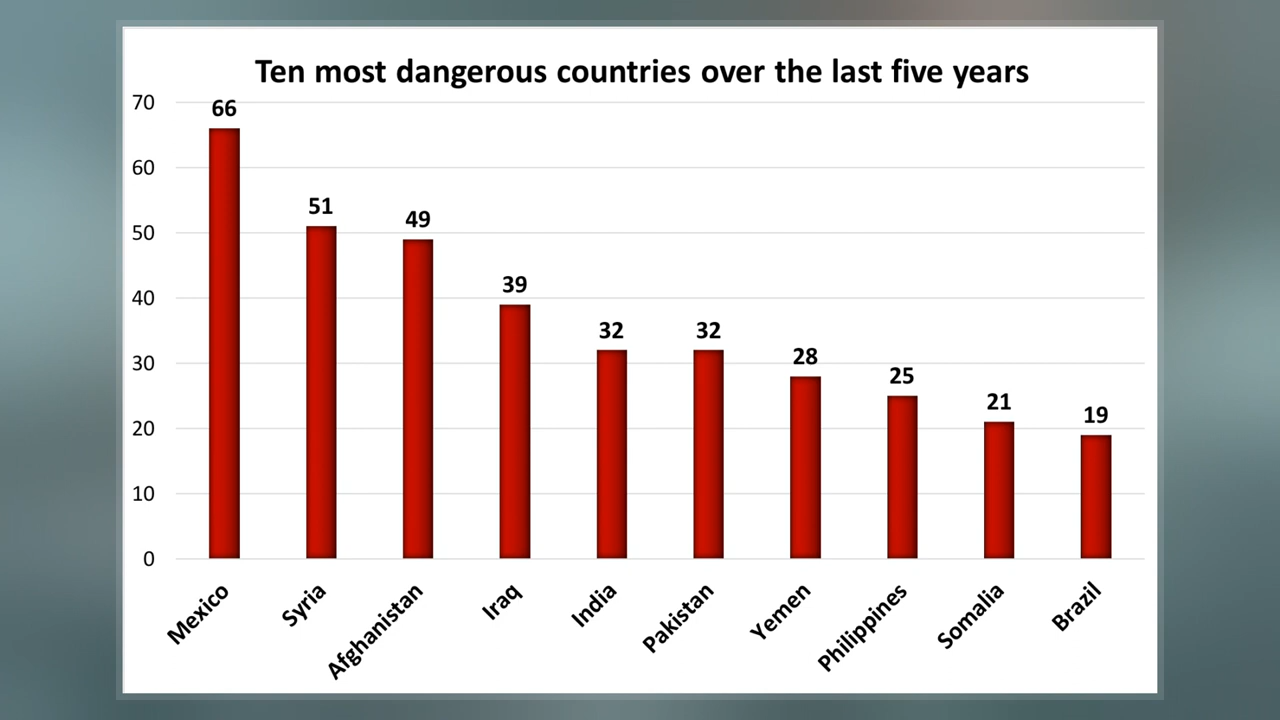 Ten most dangerous countries over the last five years
70
60
50
40
30
20
10
0
66
51
49
39
32
32
28
25
21
19
Mexico
Syria
Afghanistan
Iraq
India
Pakistan
Yemen
Philippines
Somalia
Brazil